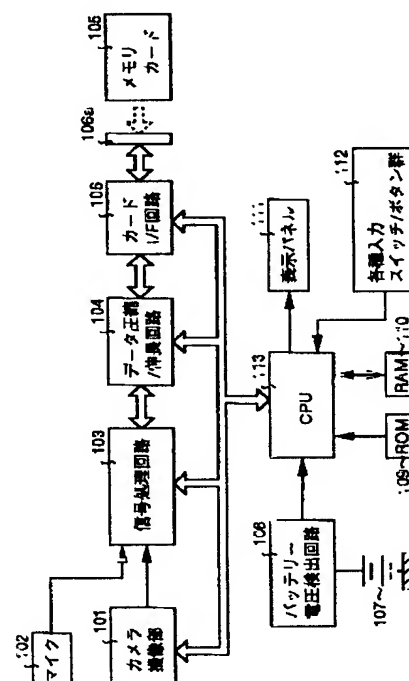 102
マイク
101
カメラ
撮像部
103
信号処理回路
104
データ圧縮
/伸長回路
106
カード
I/F回路
106a
105
メモリ
カード
107
108
バッテリー
電圧検出回路
113
CPU
109
ROM
RAM
110
111
表示パネル
112
各種入力
スイッチ/ボタン群